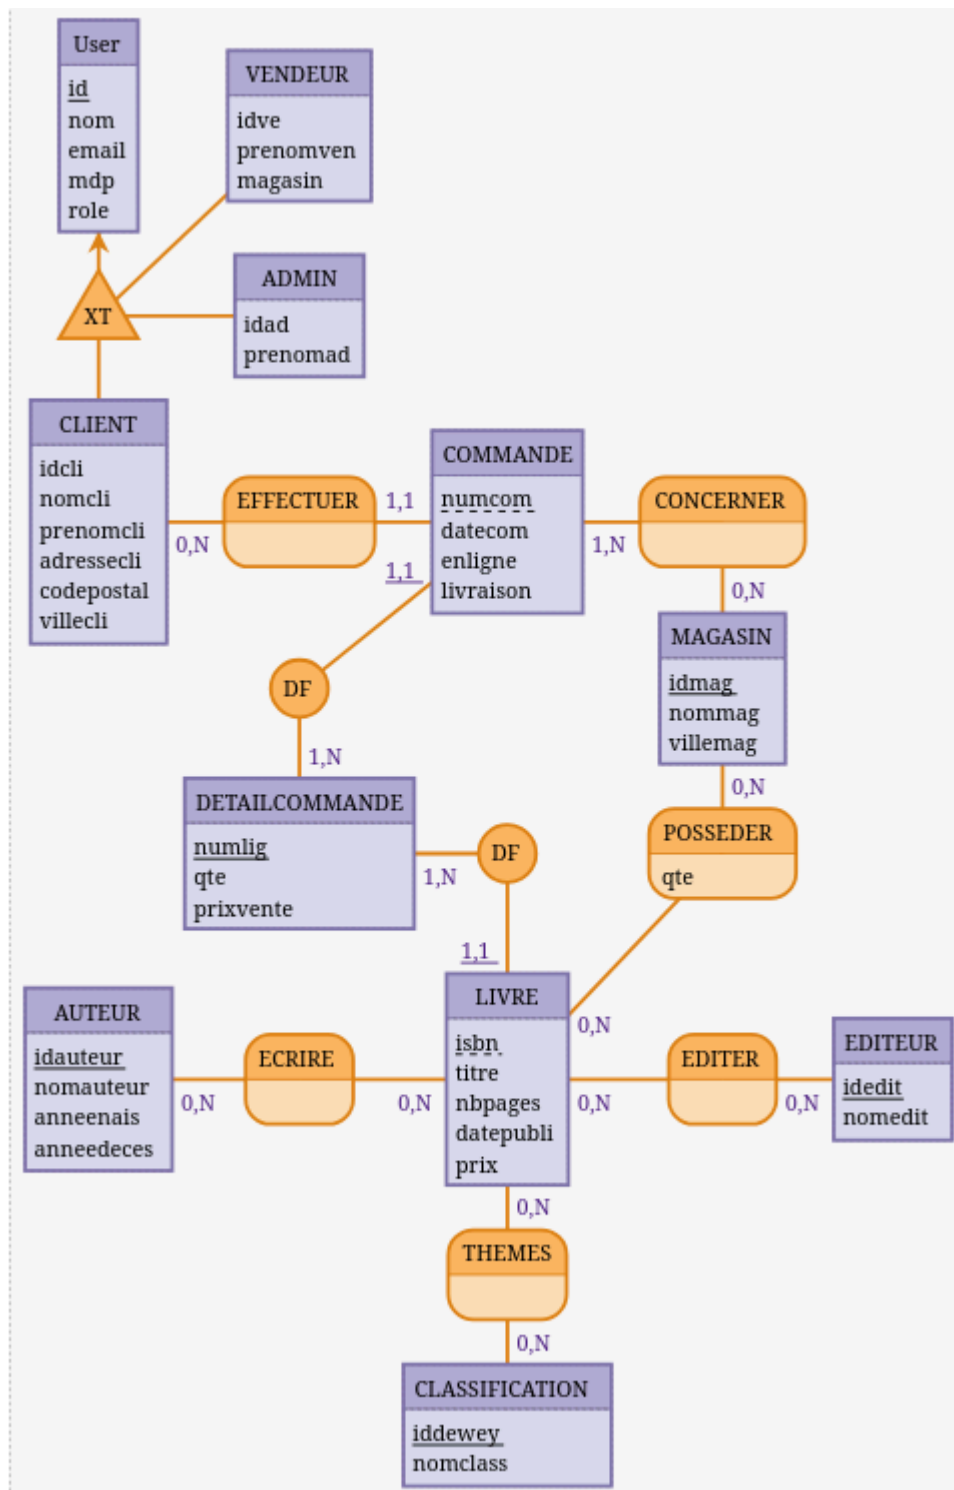 User
id
nom
email
mdp
role
VENDEUR
idve
prenomven
magasin
ADMIN
idad
prenomad
XT
CLIENT
idcli
nomcli
prenomcli
adressecli
codepostal
villecli
0,N
EFFECTUER
1,1
COMMANDE
numcom
datecom
enligne
livraison
1,N
CONCERNER
0,N
1,1
DF
1,N
MAGASIN
idmag
nommag
villemag
0,N
DETAILCOMMANDE
numlig
qte
prixvente
1,N
DF
1,1
POSSEDER
qte
0,N
AUTEUR
idauteur
nomauteur
anneenais
anneedeces
0,N
ECRIRE
0,N
LIVRE
isbn
titre
nbpages
datepubli
prix
0,N
EDITER
0,N
EDITEUR
idedit
nomedit
0,N
THEMES
0,N
CLASSIFICATION
iddewey
nomclass